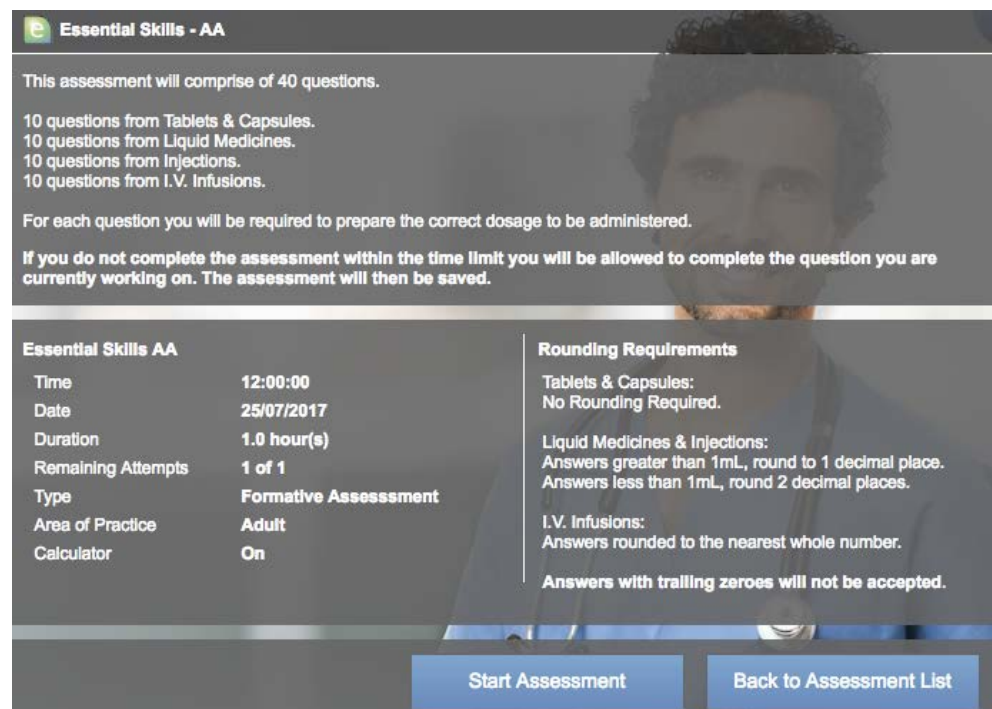 e Essential Skills - AA
This assessment will comprise of 40 questions.
10 questions from Tablets & Capsules.
10 questions from Liquid Medicines.
10 questions from Injections.
10 questions from I.V. Infusions.
For each question you will be required to prepare the correct dosage to be administered.
If you do not complete the assessment within the time limit you will be allowed to complete the question you are
currently working on. The assessment will then be saved.
Essential Skills AA
Time 12:00:00
Date 25/07/2017
Duration 1.0 hour(s)
Remaining Attempts 1 of 1
Type Formative Assesssment
Area of Practice Adult
Calculator On
Rounding Requirements
Tablets & Capsules:
No Rounding Required.
Liquid Medicines & Injections:
Answers greater than 1mL, round to 1 decimal place.
Answers less than 1mL, round 2 decimal places.
I.V. Infusions:
Answers rounded to the nearest whole number.
Answers with trailing zeroes will not be accepted.
Start Assessment
Back to Assessment List